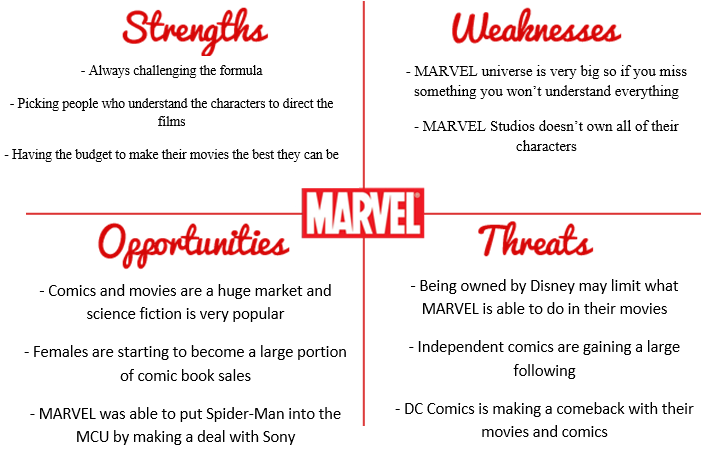 Strengths
- Always challenging the formula
- Picking people who understand the characters to direct the
films
- Having the budget to make their movies the best they can be
Weaknesses
- MARVEL universe is very big so if you miss
something you won’t understand everything
- MARVEL Studios doesn’t own all of their
characters
MARVEL
Opportunities
- Comics and movies are a huge market and
science fiction is very popular
- Females are starting to become a large portion
of comic book sales
- MARVEL was able to put Spider-Man into the
MCU by making a deal with Sony
Threats
- Being owned by Disney may limit what
MARVEL is able to do in their movies
- Independent comics are gaining a large
following
- DC Comics is making a comeback with their
movies and comics